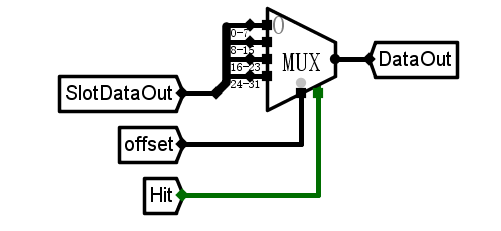 0-7
0
8-15
16-23
24-31
MUX
DataOut
SlotDataOut
offset
Hit